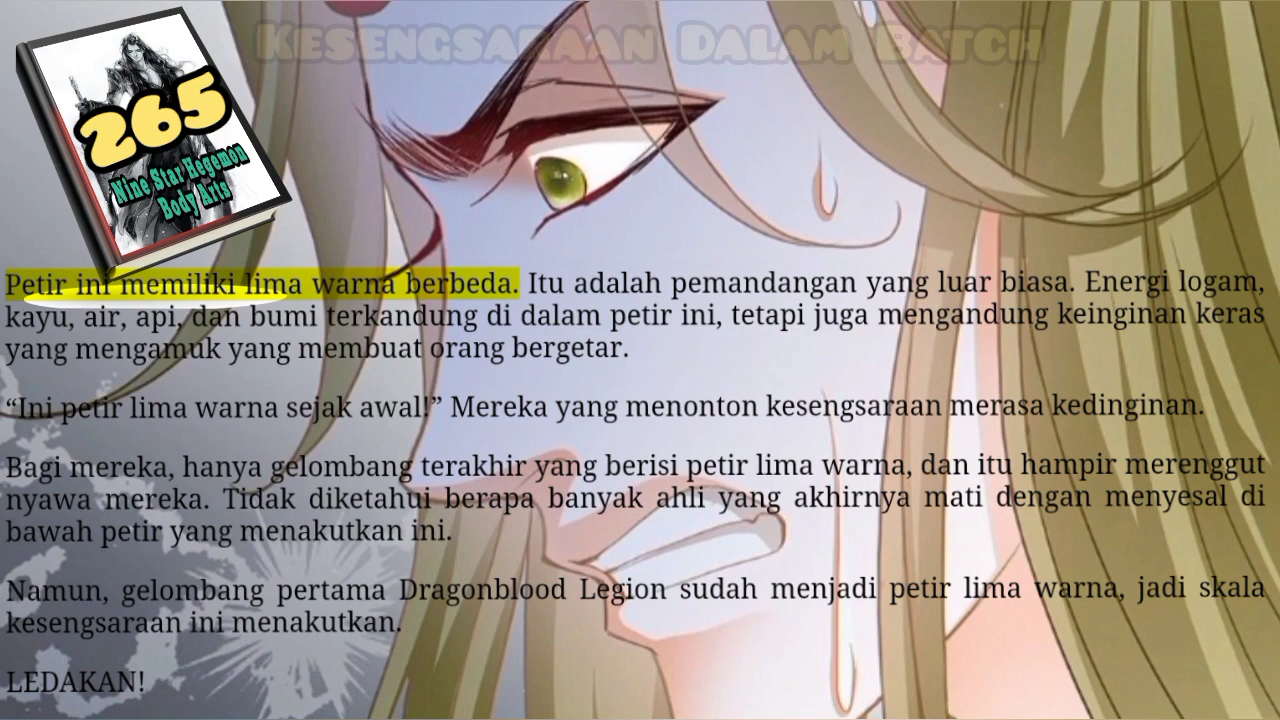 Kesengsaraan Dalam Batch
265
Nine Star Hegemon
Body Arts
Petir ini memiliki lima warna berbeda. Itu adalah pemandangan yang luar biasa. Energi logam,
kayu, air, api, dan bumi terkandung di dalam petir ini, tetapi juga mengandung keinginan keras
yang mengamuk yang membuat orang bergetar.
“Ini petir lima warna sejak awal!” Mereka yang menonton kesengsaraan merasa kedinginan.
Bagi mereka, hanya gelombang terakhir yang berisi petir lima warna, dan itu hampir merenggut
nyawa mereka. Tidak diketahui berapa banyak ahli yang akhirnya mati dengan menyesal di
bawah petir yang menakutkan ini.
Namun, gelombang pertama Dragonblood Legion sudah menjadi petir lima warna, jadi skala
kesengsaraan ini menakutkan.
LEDAKAN!